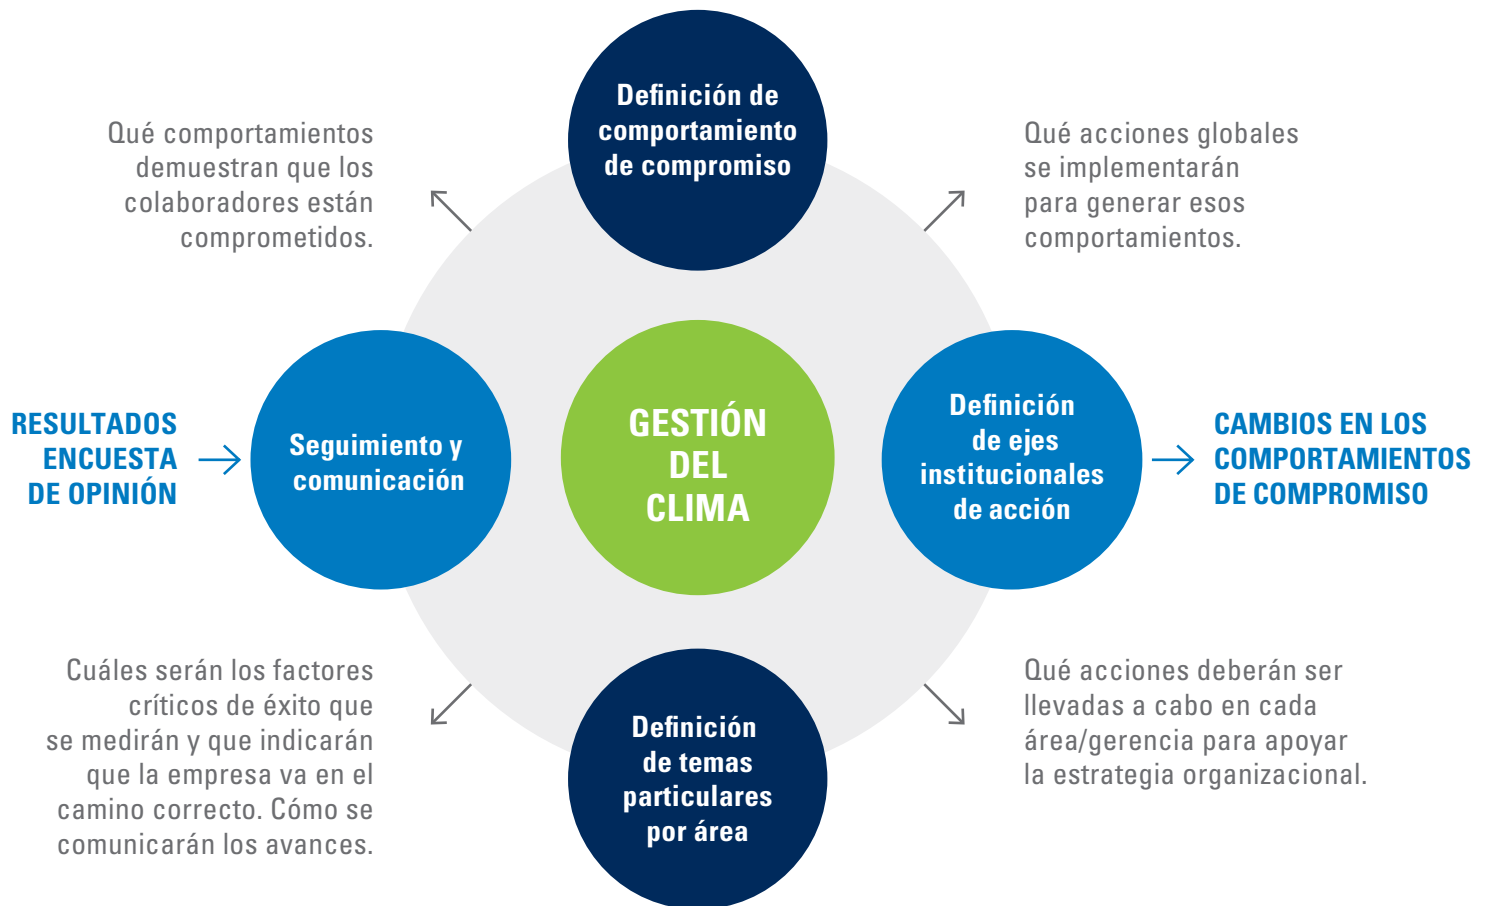 Definición de
comportamiento
de compromiso
Qué comportamientos
demuestran que los
colaboradores están
comprometidos.
Qué acciones globales
se implementarán
para generar esos
comportamientos.
RESULTADOS
ENCUESTA
DE OPINIÓN
Seguimiento y
comunicación
GESTIÓN
DEL
CLIMA
Definición
de ejes
institucionales
de acción
CAMBIOS EN LOS
COMPORTAMIENTOS
DE COMPROMISO
Cuáles serán los factores
críticos de éxito que
se medirán y que indicarán
que la empresa va en el
camino correcto. Cómo se
comunicarán los avances.
Definición
de temas
particulares
por área
Qué acciones deberán ser
llevadas a cabo en cada
área/gerencia para apoyar
la estrategia organizacional.